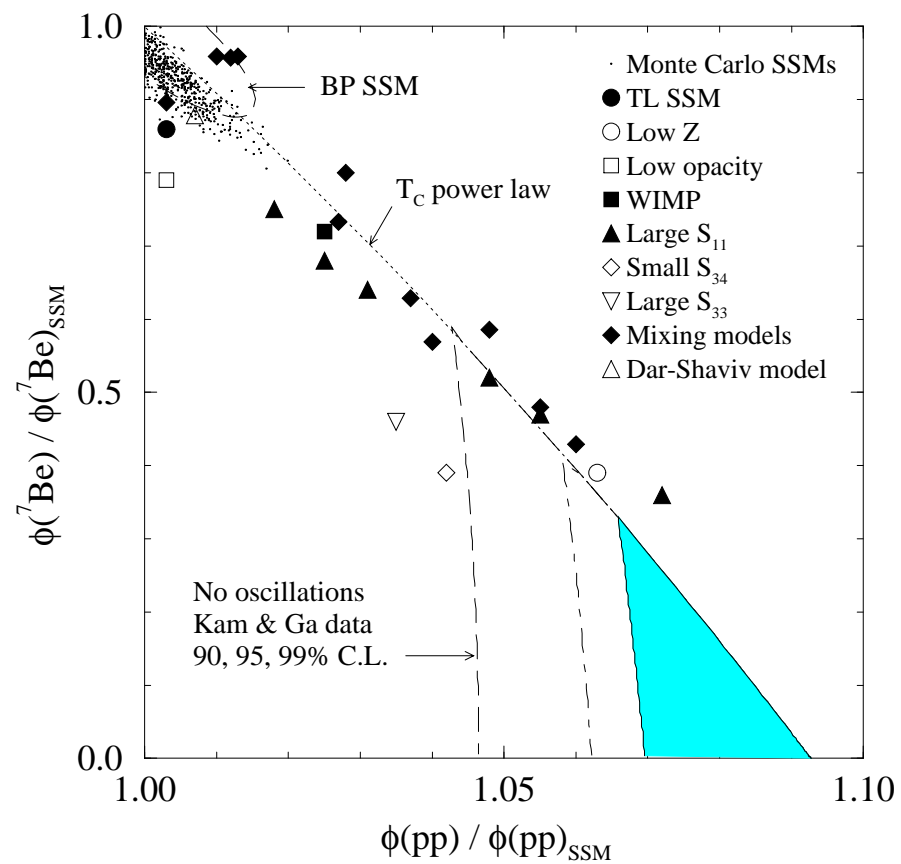 1.0
0.5
0.0
1.00
1.05
1.10
ϕ(⁷Be) / ϕ(⁷Be)SSM
ϕ(pp) / ϕ(pp)SSM
BP SSM
TC power law
Monte Carlo SSMs
TL SSM
Low Z
Low opacity
WIMP
Large S11
Small S34
Large S33
Mixing models
Dar-Shaviv model
No oscillations
Kam & Ga data
90, 95, 99% C.L.